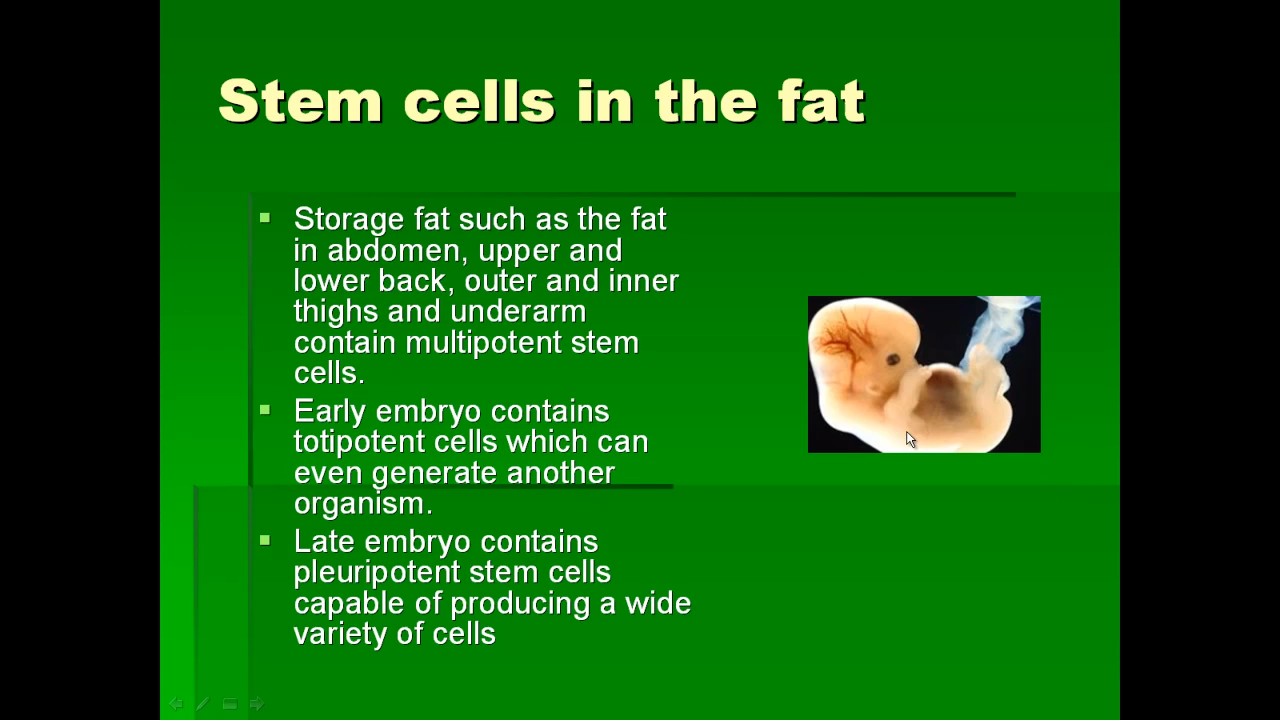 Stem cells in the fat
Storage fat such as the fat
in abdomen, upper and
lower back, outer and inner
thighs and underarm
contain multipotent stem
cells.
Early embryo contains
totipotent cells which can
even generate another
organism.
Late embryo contains
pleuripotent stem cells
capable of producing a wide
variety of cells